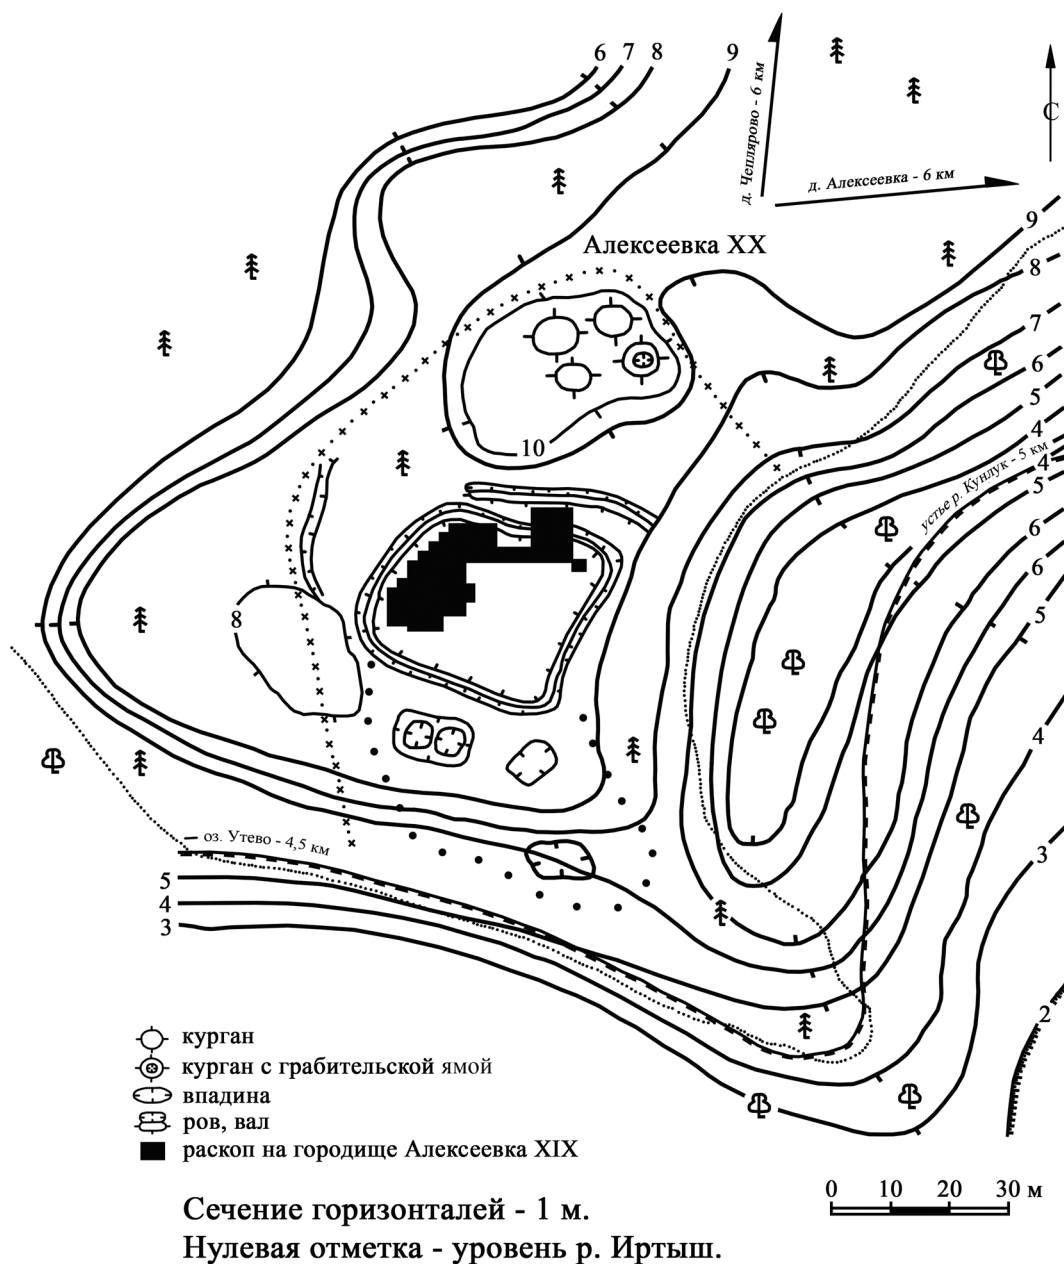 6 7 8 9
д. Чеплярово - 6 км
С
д. Алексеевка - 6 км
Алексеевка XX
9
8
7
6
5
4
4
5
6
6
5
4
3
2
устье р. Кунлук - 5 км
10
8
оз. Утево - 4,5 км
5
4
3
курган
курган с грабительской ямой
впадина
ров, вал
раскоп на городище Алексеевка XIX
0 10 20 30 м
Сечение горизонталей - 1 м.
Нулевая отметка - уровень р. Иртыш.